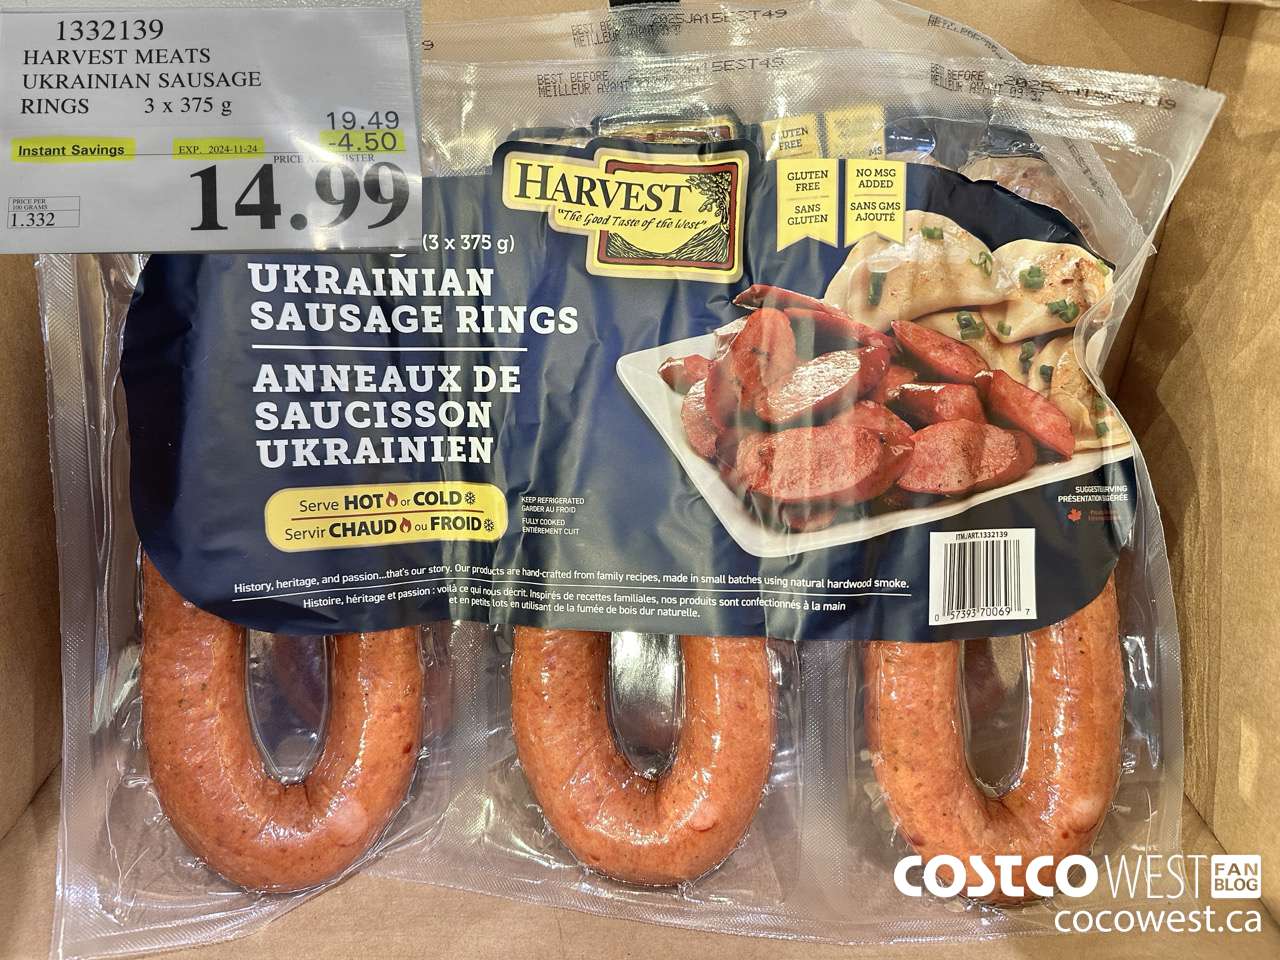 1332139
HARVEST MEATS
UKRAINIAN SAUSAGE
RINGS 3 x 375 g
19.49
Instant Savings EXP. 2024-11-24 -4.50
14.99
PRICE PER
100 GRAMS
1.332
BEST BEFORE 2025JA15EST49
BEST BEFORE
MEILLEUR AVANT
HARVEST
"The Good Taste of the West"
GLUTEN
FREE
SANS
GLUTEN
NO MSG
ADDED
SANS GMS
AJOUTÉ
(3 x 375 g)
UKRAINIAN
SAUSAGE RINGS
ANNEAUX DE
SAUCISSON
UKRAINIEN
Serve HOT or COLD
Servir CHAUD ou FROID
KEEP REFRIGERATED
GARDER AU FROID
FULLY COOKED
ENTIÈREMENT CUIT
History, heritage, and passion...that's our story. Our products are hand-crafted from family recipes, made in small batches using natural hardwood smoke.
Histoire, héritage et passion : voilà ce qui nous décrit. Inspirés de recettes familiales, nos produits sont confectionnés à la main
et en petits lots en utilisant de la fumée de bois dur naturelle.
ITM./ART.1332139
0 57393 70069 7
COSTCO WEST FAN BLOG
cocowest.ca